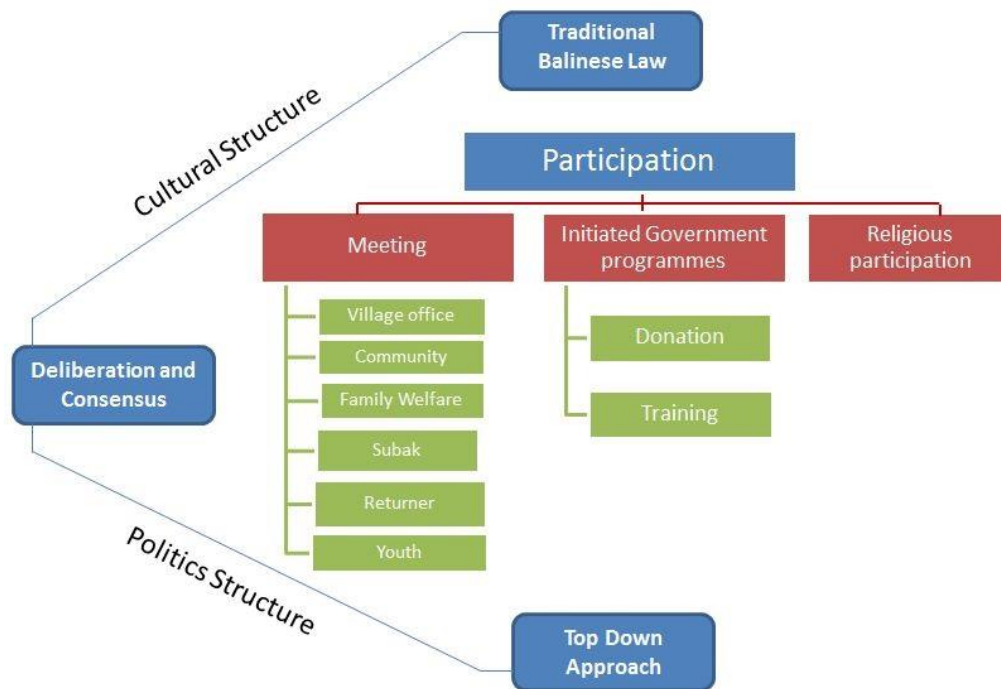 Traditional
Balinese Law
Cultural Structure
Participation
Meeting
Initiated Government
programmes
Religious
participation
Village office
Community
Family Welfare
Subak
Returner
Youth
Donation
Training
Deliberation and
Consensus
Politics Structure
Top Down
Approach